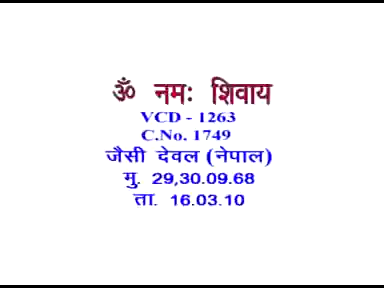 ॐ नमः शिवाय
VCD - 1263
C.No. 1749
जैसी देवल (नेपाल)
मु. 29,30.09.68
ता. 16.03.10